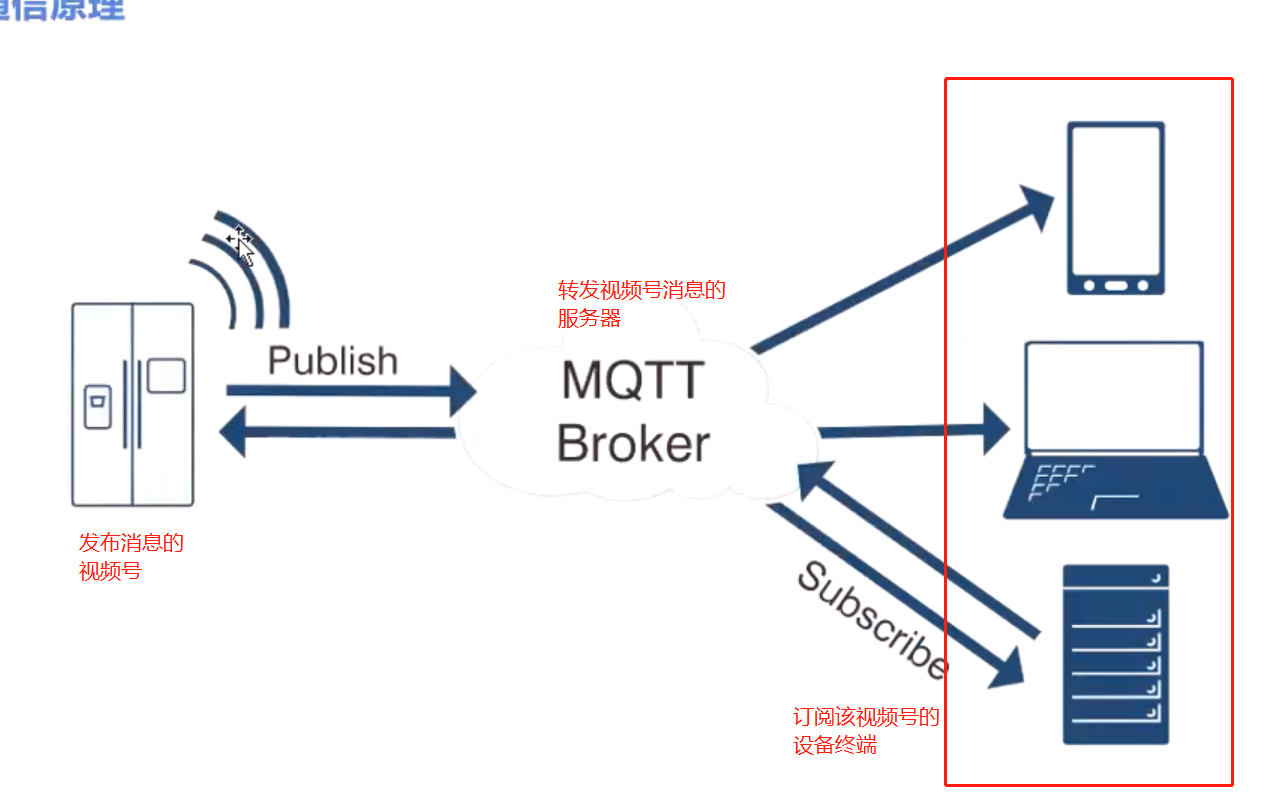 通信原理
转发视频号消息的
服务器
Publish
MQTT
Broker
发布消息的
视频号
Subscribe
订阅该视频号的
设备终端